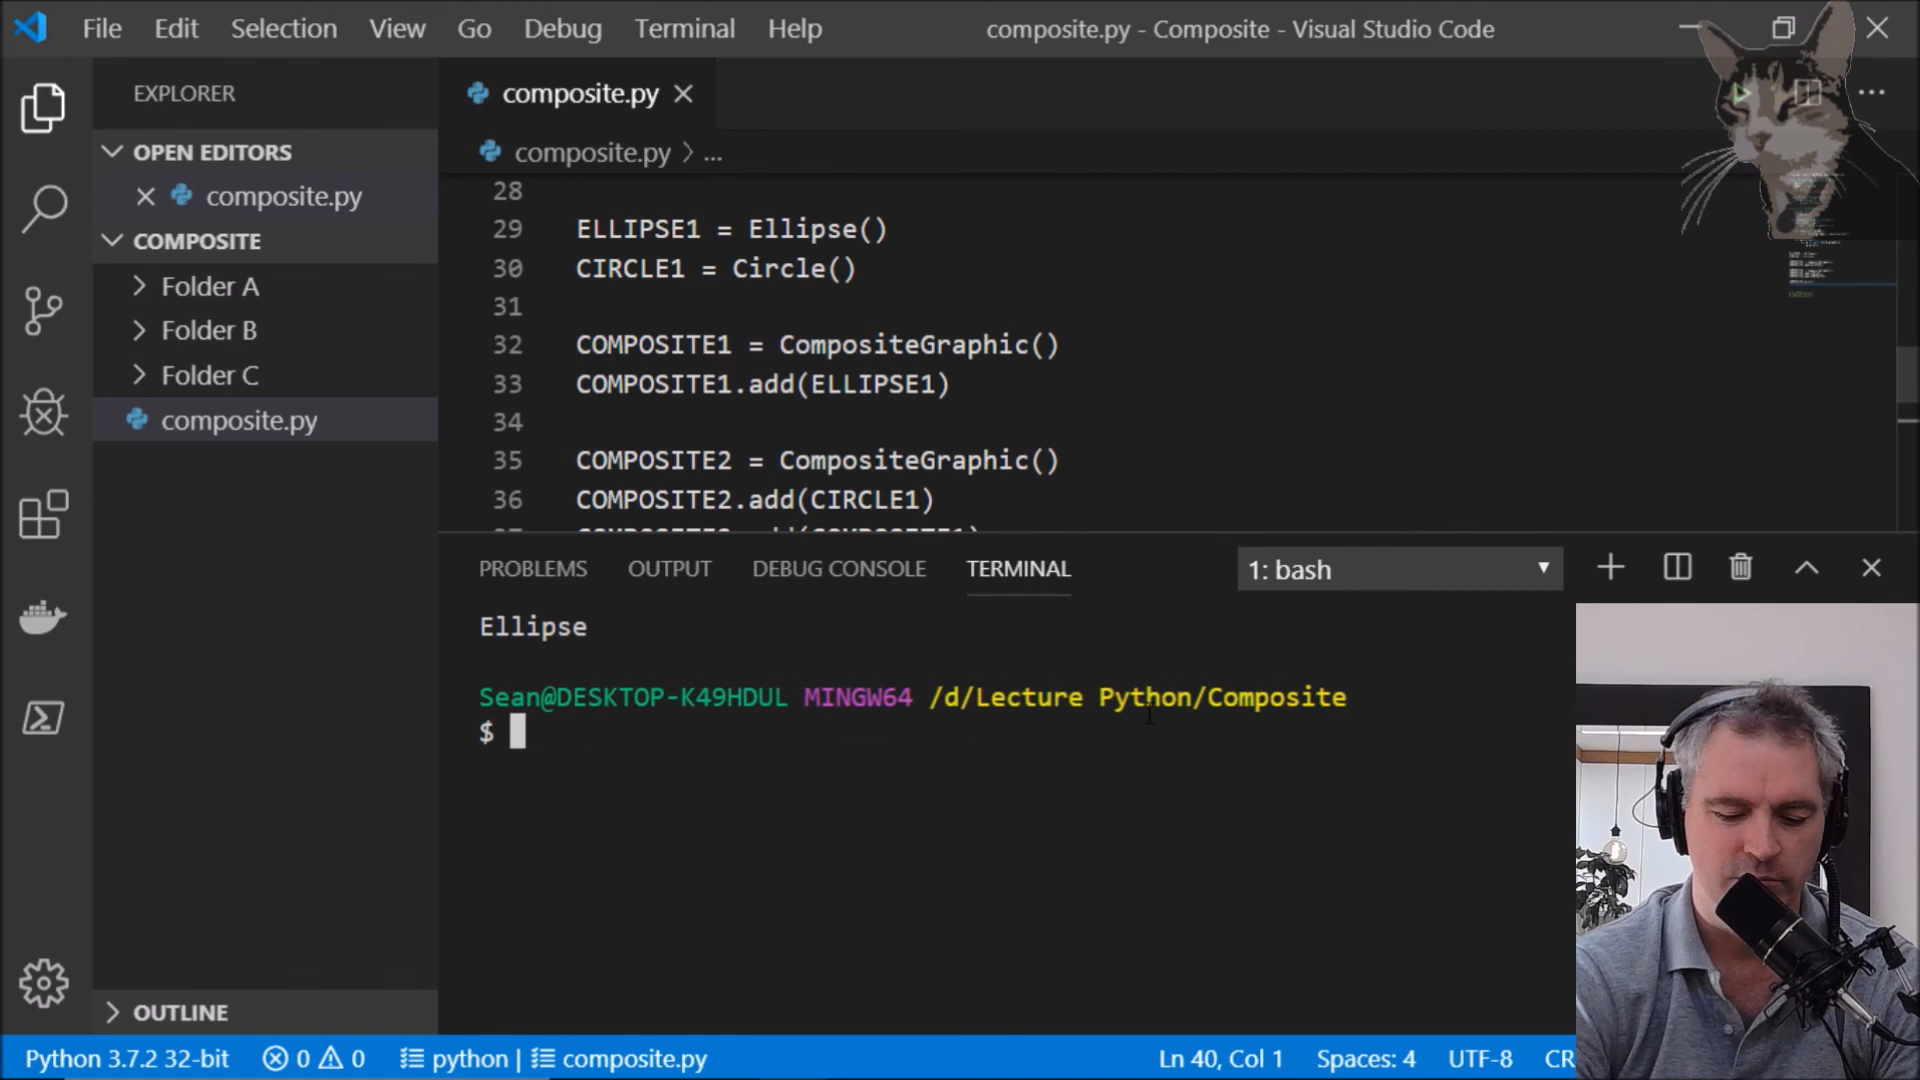 File Edit Selection View Go Debug Terminal Help
composite.py - Composite - Visual Studio Code
EXPLORER
OPEN EDITORS
composite.py
COMPOSITE
Folder A
Folder B
Folder C
composite.py
OUTLINE
composite.py
composite.py > ...
28
29 ELLIPSE1 = Ellipse()
30 CIRCLE1 = Circle()
31
32 COMPOSITE1 = CompositeGraphic()
33 COMPOSITE1.add(ELLIPSE1)
34
35 COMPOSITE2 = CompositeGraphic()
36 COMPOSITE2.add(CIRCLE1)
PROBLEMS OUTPUT DEBUG CONSOLE TERMINAL
1: bash
Ellipse
Sean@DESKTOP-K49HDUL MINGW64 /d/Lecture Python/Composite
$
Python 3.7.2 32-bit 0 0 python | composite.py
Ln 40, Col 1 Spaces: 4 UTF-8 CR